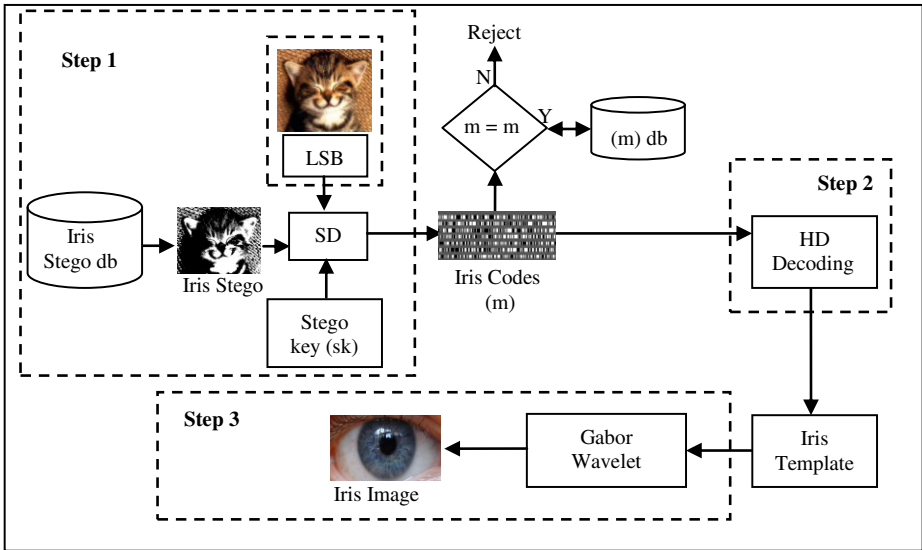 Step 1
LSB
Iris
Stego db
Iris Stego
SD
Stego
key (sk)
Reject
N
m = m
Y
(m) db
Iris Codes
(m)
Step 2
HD
Decoding
Step 3
Iris Image
Gabor
Wavelet
Iris
Template